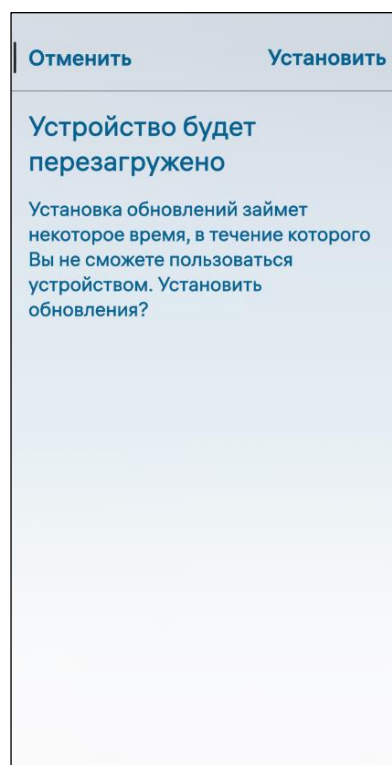 Отменить Установить
Устройство будет
перезагружено
Установка обновлений займет
некоторое время, в течение которого
Вы не сможете пользоваться
устройством. Установить
обновления?